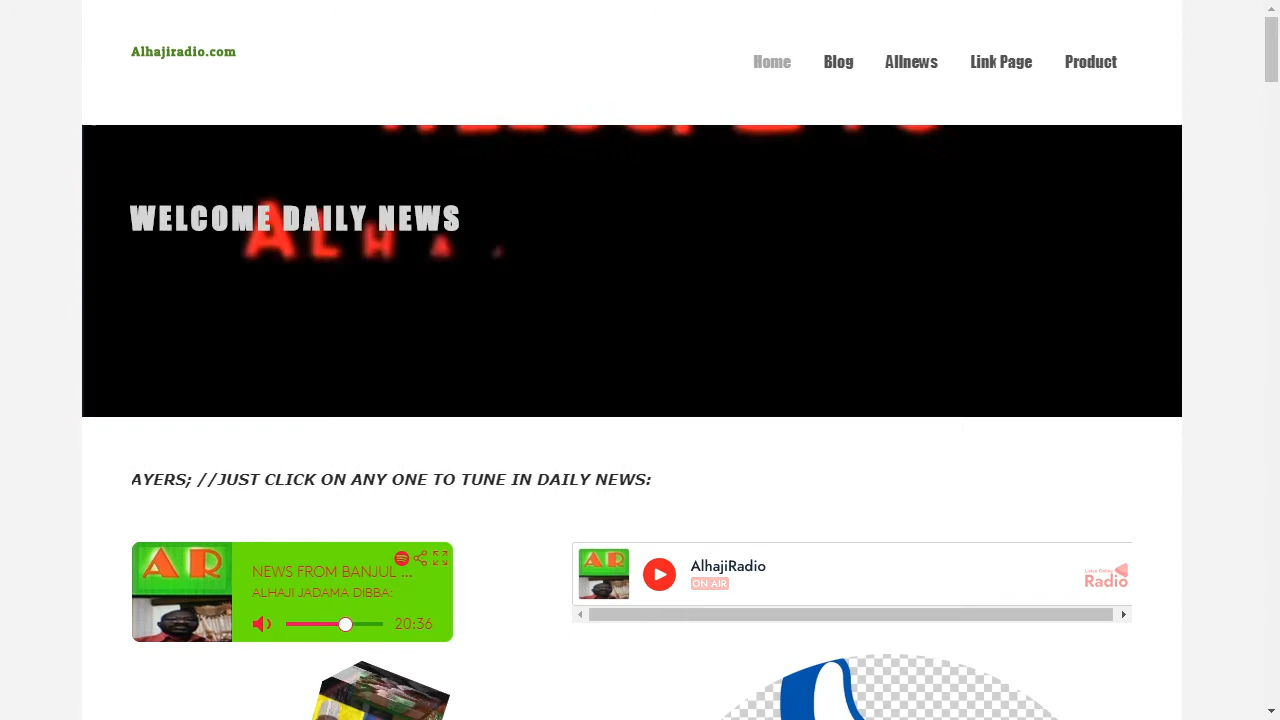 Alhajiradio.com
Home Blog Allnews Link Page Product
WELCOME DAILY NEWS
ALHA.
AYERS; //JUST CLICK ON ANY ONE TO TUNE IN DAILY NEWS:
AR
NEWS FROM BANJUL ...
ALHAJI JADAMA DIBBA:
20:36
AR
AlhajiRadio
ON AIR
Radio